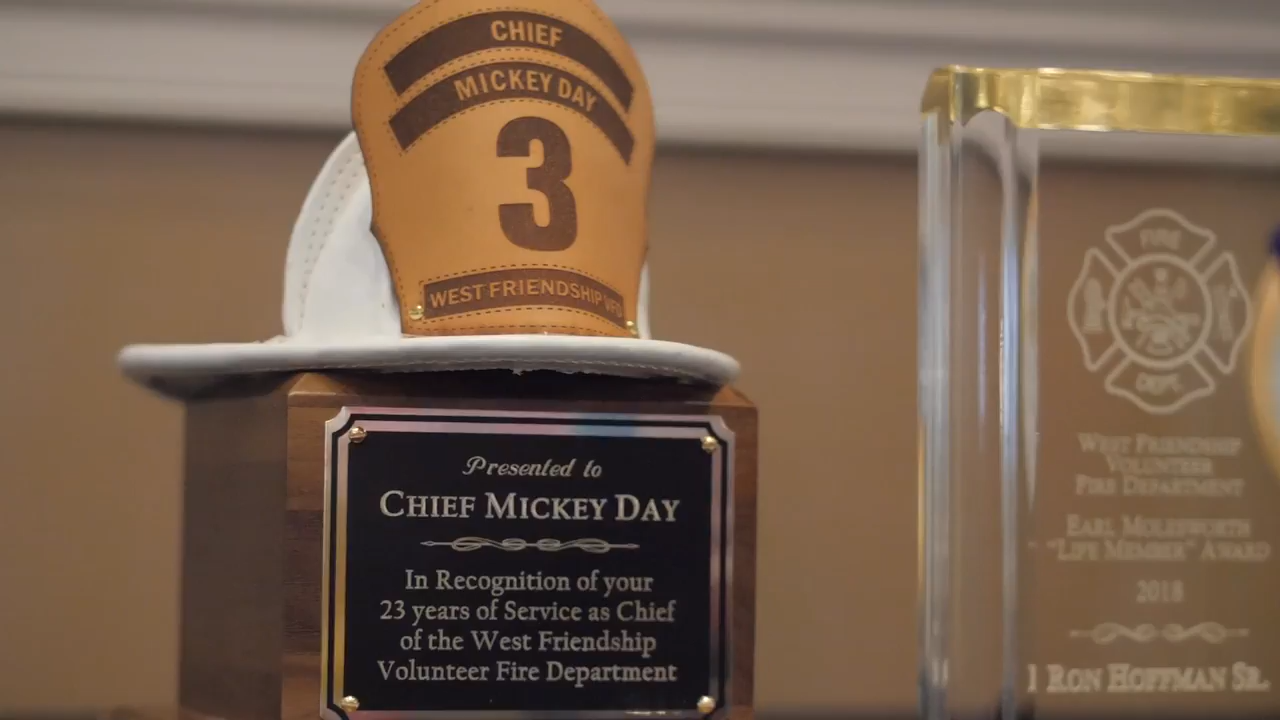 CHIEF
MICKEY DAY
3
WEST FRIENDSHIP VFD
Presented to
CHIEF MICKEY DAY
In Recognition of your
23 years of Service as Chief
of the West Friendship
Volunteer Fire Department
FIRE
DEPT.
WEST FRIENDSHIP
VOLUNTEER
FIRE DEPARTMENT
EARL MOLESWORTH
"LIFE MEMBER" AWARD
2018
RON HOFFMAN SR.